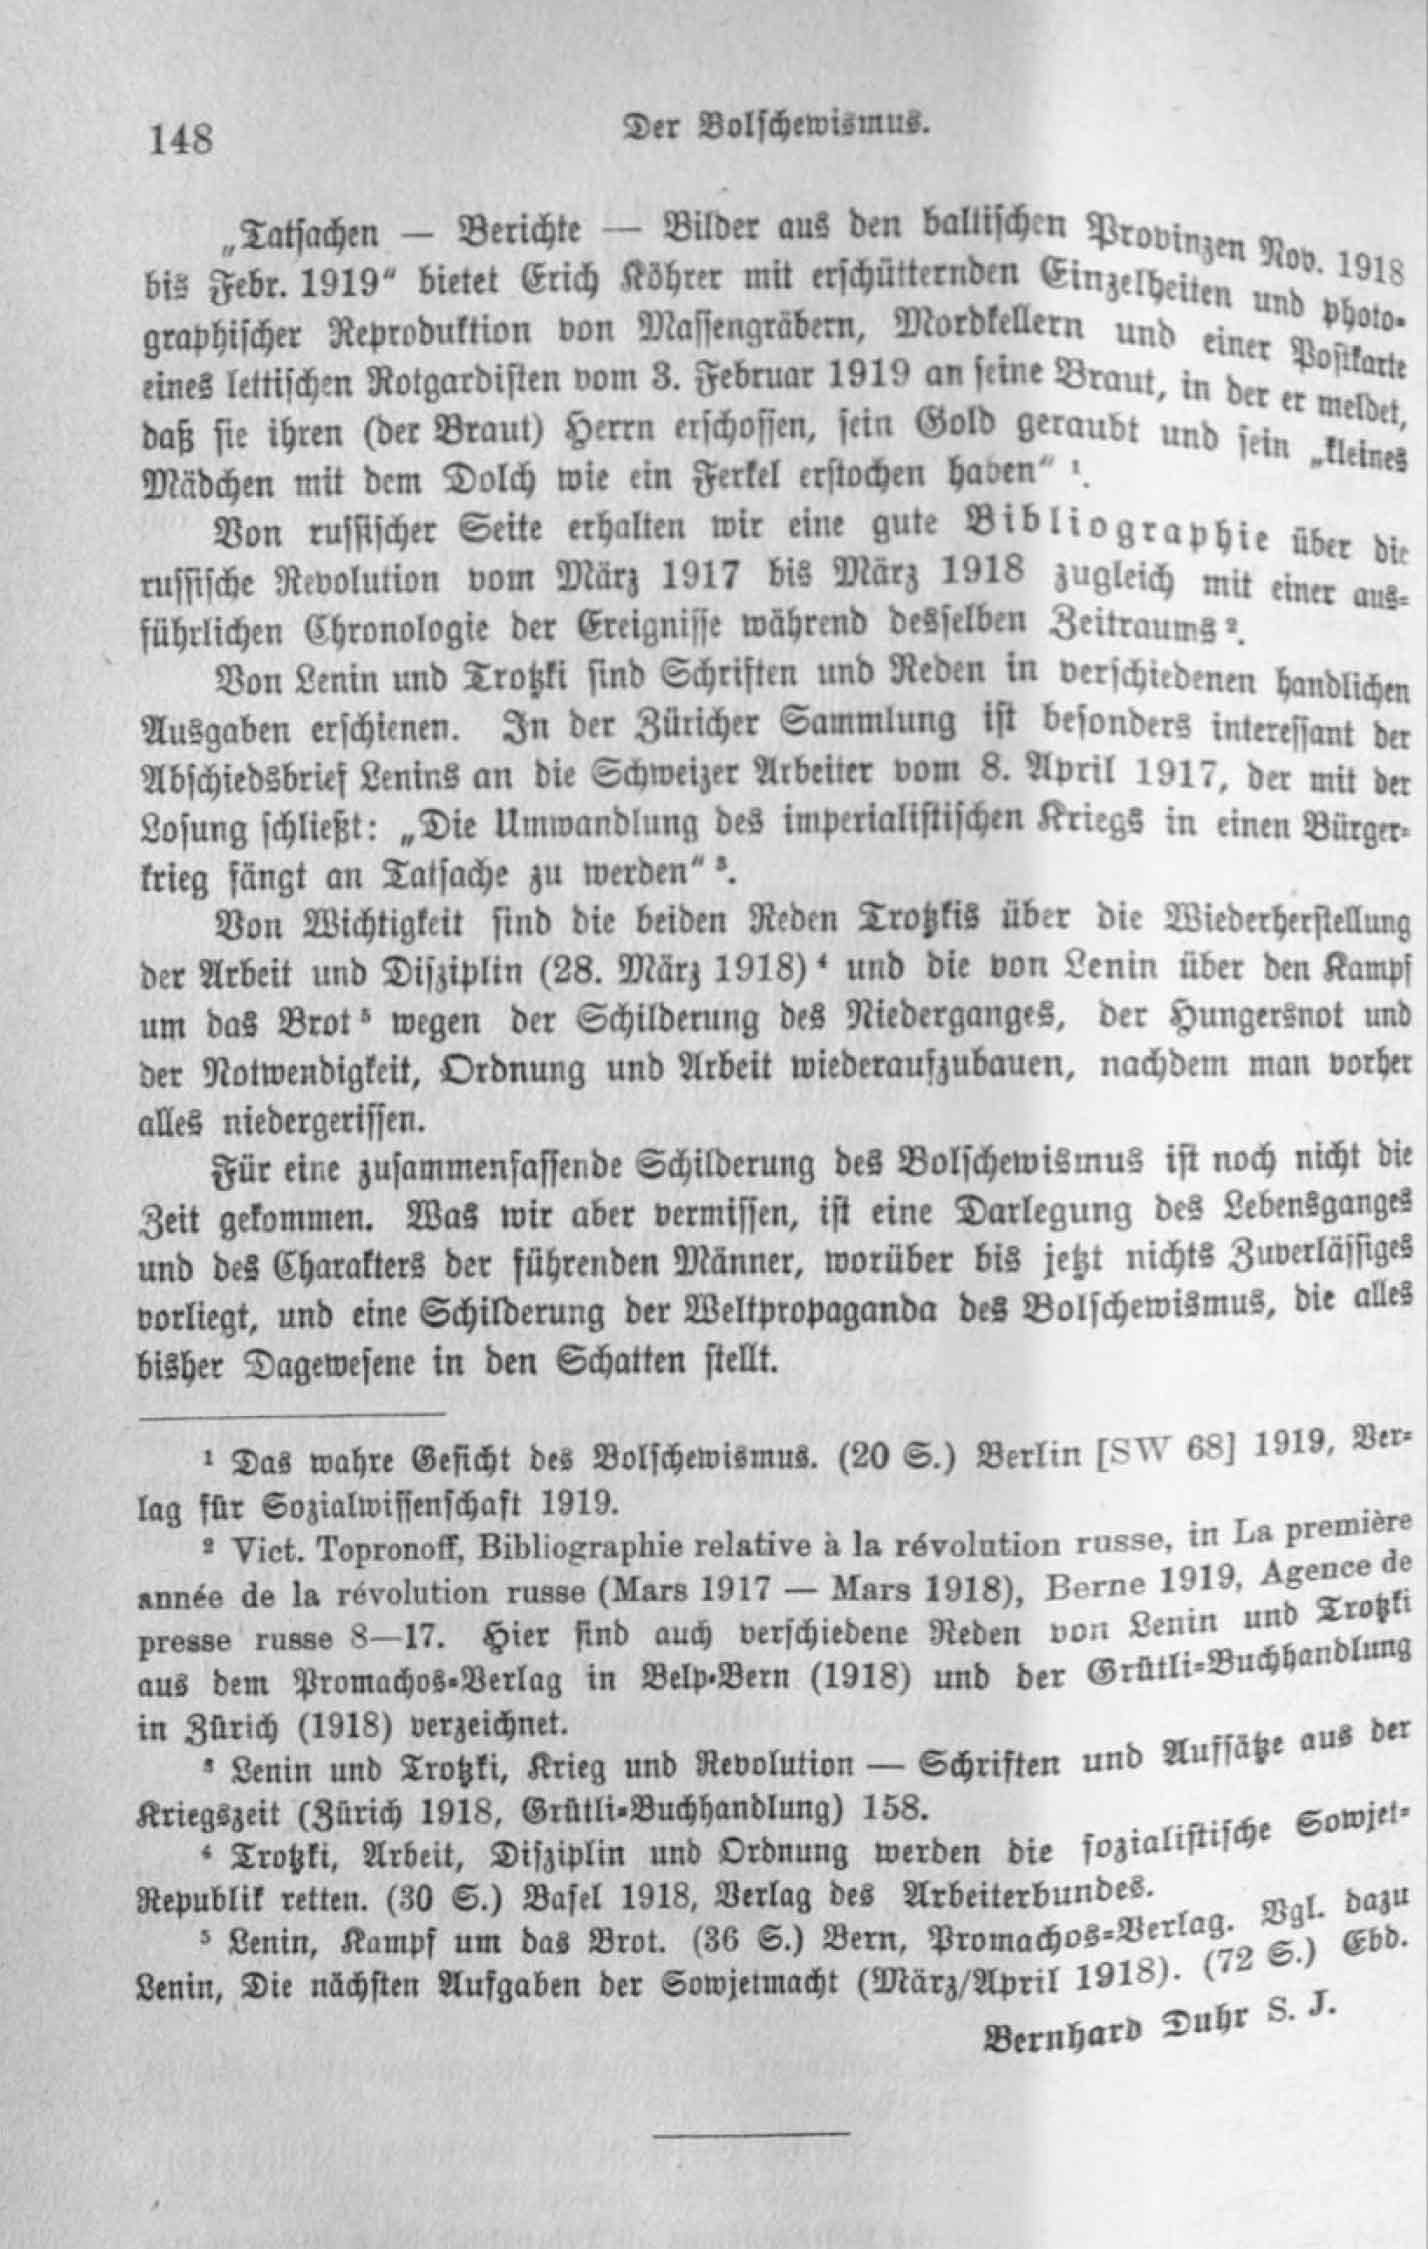 148 Der Bolschewismus.
„Tatsachen — Berichte — Bilder aus den baltischen Provinzen Nov. 1918
bis Febr. 1919“ bietet Erich Köhrer mit erschütternden Einzelheiten und photo-
graphischer Reproduktion von Massengräbern, Mordkellern und einer Postkarte
eines lettischen Rotgardisten vom 3. Februar 1919 an seine Braut, in der er meldet,
daß sie ihren (der Braut) Herrn erschossen, sein Gold geraubt und sein „kleines
Mädchen mit dem Dolch wie ein Ferkel erstochen haben“ ¹.
Von russischer Seite erhalten wir eine gute Bibliographie über die
russische Revolution vom März 1917 bis März 1918 zugleich mit einer aus-
führlichen Chronologie der Ereignisse während desselben Zeitraums ².
Von Lenin und Trotzki sind Schriften und Reden in verschiedenen handlichen
Ausgaben erschienen. In der Züricher Sammlung ist besonders interessant der
Abschiedsbrief Lenins an die Schweizer Arbeiter vom 8. April 1917, der mit der
Losung schließt: „Die Umwandlung des imperialistischen Kriegs in einen Bürger-
krieg fängt an Tatsache zu werden“ ³.
Von Wichtigkeit sind die beiden Reden Trotzkis über die Wiederherstellung
der Arbeit und Disziplin (28. März 1918) ⁴ und die von Lenin über den Kampf
um das Brot ⁵ wegen der Schilderung des Niederganges, der Hungersnot und
der Notwendigkeit, Ordnung und Arbeit wiederaufzubauen, nachdem man vorher
alles niedergerissen.
Für eine zusammenfassende Schilderung des Bolschewismus ist noch nicht die
Zeit gekommen. Was wir aber vermissen, ist eine Darlegung des Lebensganges
und des Charakters der führenden Männer, worüber bis jetzt nichts Zuverlässiges
vorliegt, und eine Schilderung der Weltpropaganda des Bolschewismus, die alles
bisher Dagewesene in den Schatten stellt.
¹ Das wahre Gesicht des Bolschewismus. (20 S.) Berlin [SW 68] 1919, Ver-
lag für Sozialwissenschaft 1919.
² Vict. Topronoff, Bibliographie relative à la révolution russe, in La première
année de la révolution russe (Mars 1917 — Mars 1918), Berne 1919, Agence de
presse russe 8—17. Hier sind auch verschiedene Reden von Lenin und Trotzki
aus dem Promachos-Verlag in Belp-Bern (1918) und der Grütli-Buchhandlung
in Zürich (1918) verzeichnet.
³ Lenin und Trotzki, Krieg und Revolution — Schriften und Aufsätze aus der
Kriegszeit (Zürich 1918, Grütli-Buchhandlung) 158.
⁴ Trotzki, Arbeit, Disziplin und Ordnung werden die sozialistische Sowjet-
Republik retten. (30 S.) Basel 1918, Verlag des Arbeiterbundes.
⁵ Lenin, Kampf um das Brot. (36 S.) Bern, Promachos-Verlag. Vgl. dazu
Lenin, Die nächsten Aufgaben der Sowjetmacht (März/April 1918). (72 S.) Ebd.
Bernhard Duhr S. J.